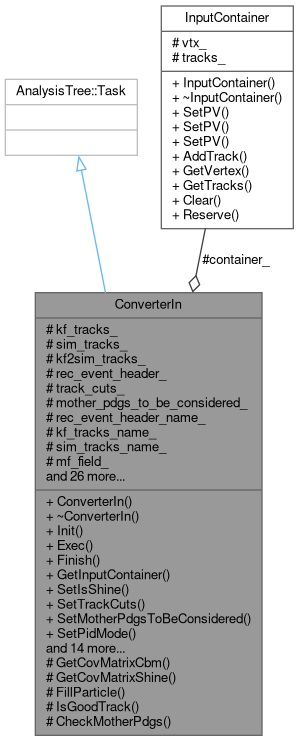 InputContainer
# vtx_
# tracks_
+ InputContainer()
+ ~InputContainer()
+ SetPV()
+ SetPV()
+ SetPV()
+ AddTrack()
+ GetVertex()
+ GetTracks()
+ Clear()
+ Reserve()
AnalysisTree::Task
#container_
ConverterIn
# kf_tracks_
# sim_tracks_
# kf2sim_tracks_
# rec_event_header_
# track_cuts_
# mother_pdgs_to_be_considered_
# rec_event_header_name_
# kf_tracks_name_
# sim_tracks_name_
# mf_field_
and 26 more...
+ ConverterIn()
+ ~ConverterIn()
+ Init()
+ Exec()
+ Finish()
+ GetInputContainer()
+ SetIsShine()
+ SetTrackCuts()
+ SetMotherPdgsToBeConsidered()
+ SetPidMode()
and 14 more...
# GetCovMatrixCbm()
# GetCovMatrixShine()
# FillParticle()
# IsGoodTrack()
# CheckMotherPdgs()